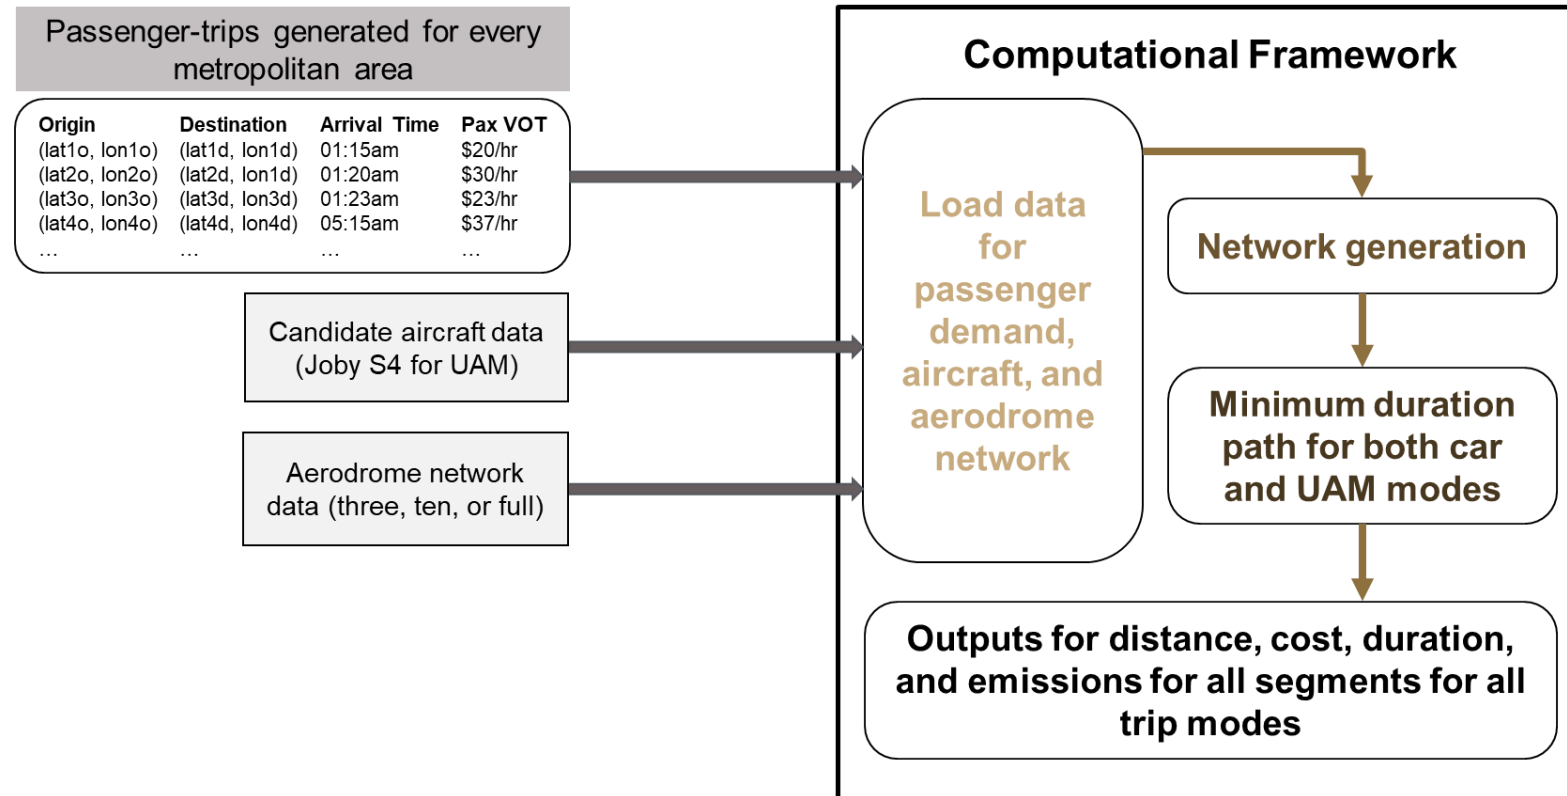 Passenger-trips generated for every
metropolitan area
Origin Destination Arrival Time Pax VOT
(lat1o, lon1o) (lat1d, lon1d) 01:15am $20/hr
(lat2o, lon2o) (lat2d, lon1d) 01:20am $30/hr
(lat3o, lon3o) (lat3d, lon3d) 01:23am $23/hr
(lat4o, lon4o) (lat4d, lon4d) 05:15am $37/hr
... ... ... ...
Candidate aircraft data
(Joby S4 for UAM)
Aerodrome network
data (three, ten, or full)
Computational Framework
Load data
for
passenger
demand,
aircraft, and
aerodrome
network
Network generation
Minimum duration
path for both car
and UAM modes
Outputs for distance, cost, duration,
and emissions for all segments for all
trip modes